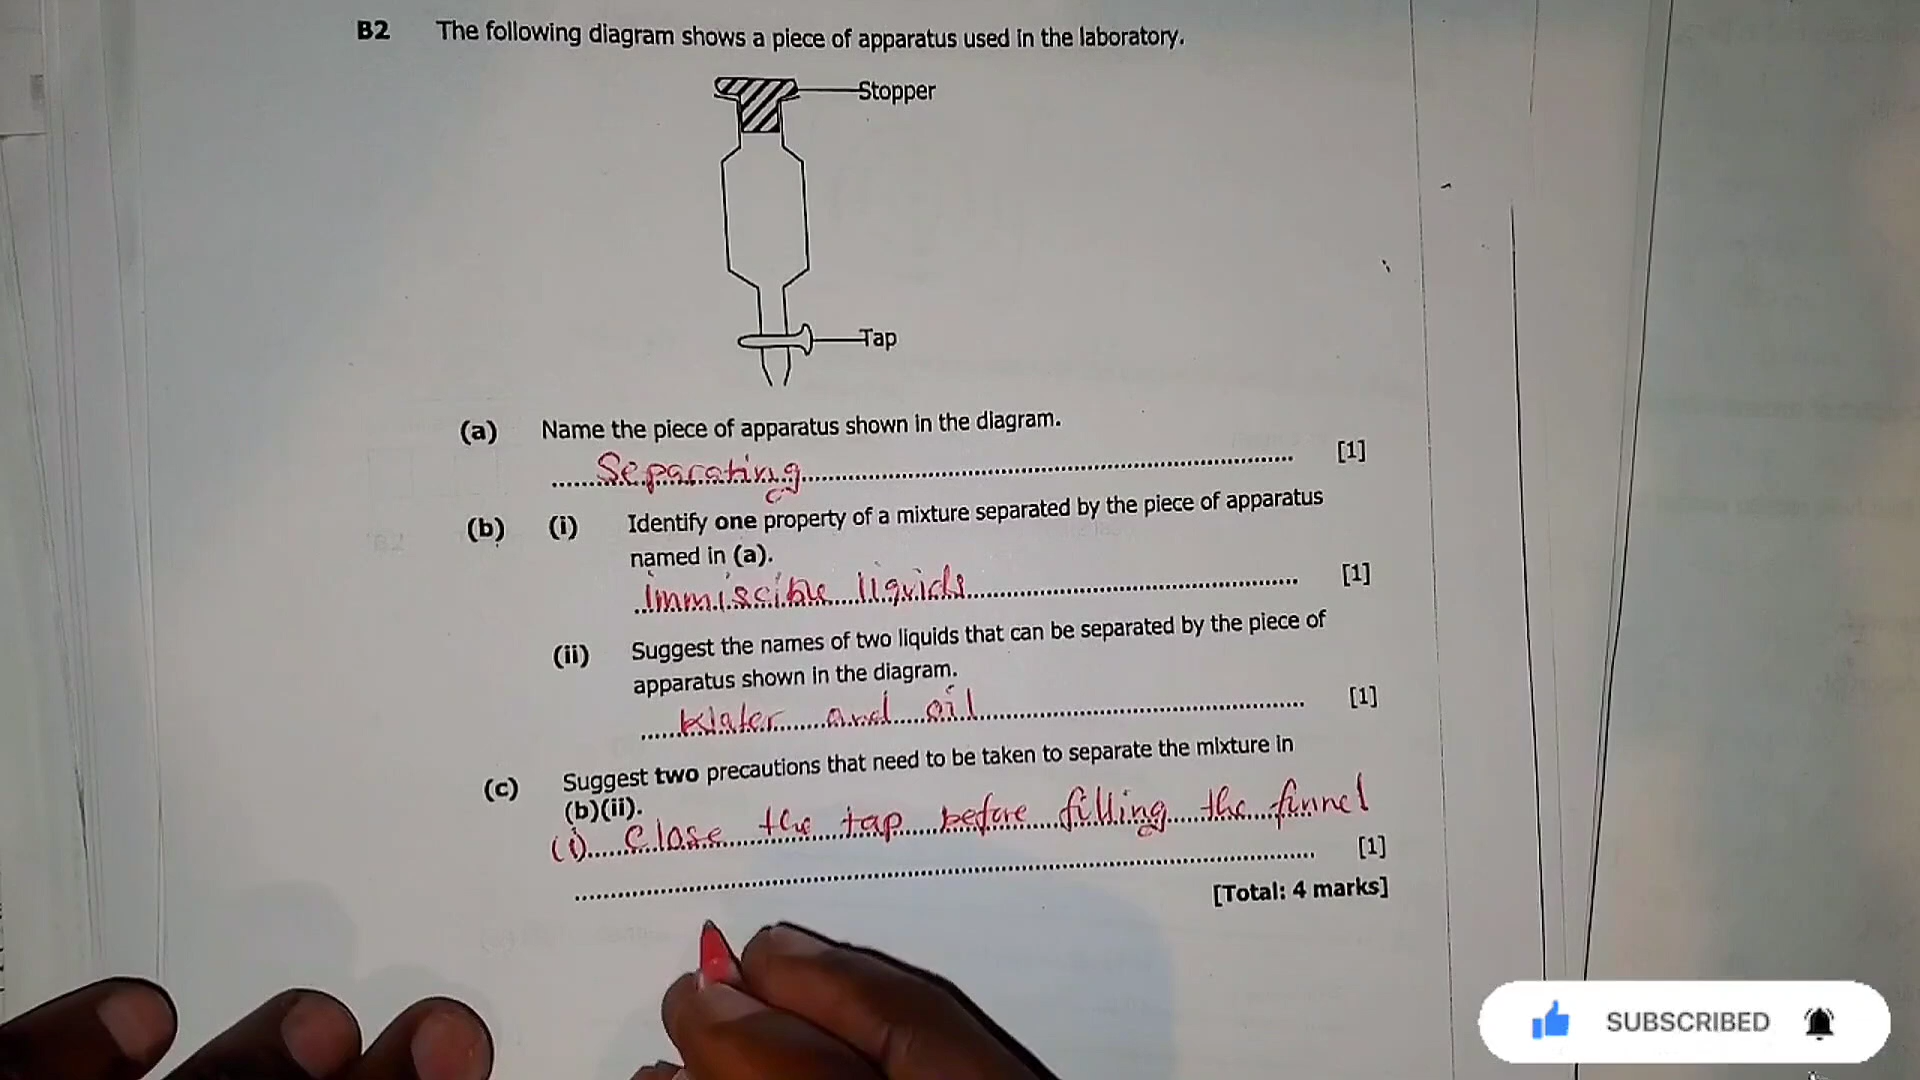 B2 The following diagram shows a piece of apparatus used in the laboratory.
Stopper
Tap
(a) Name the piece of apparatus shown in the diagram.
Separating [1]
(b) (i) Identify one property of a mixture separated by the piece of apparatus
named in (a).
immiscible liquids [1]
(ii) Suggest the names of two liquids that can be separated by the piece of
apparatus shown in the diagram.
Water and oil [1]
(c) Suggest two precautions that need to be taken to separate the mixture in
(b)(ii).
(i) Close the tap before filling the funnel
[1]
[Total: 4 marks]
SUBSCRIBED